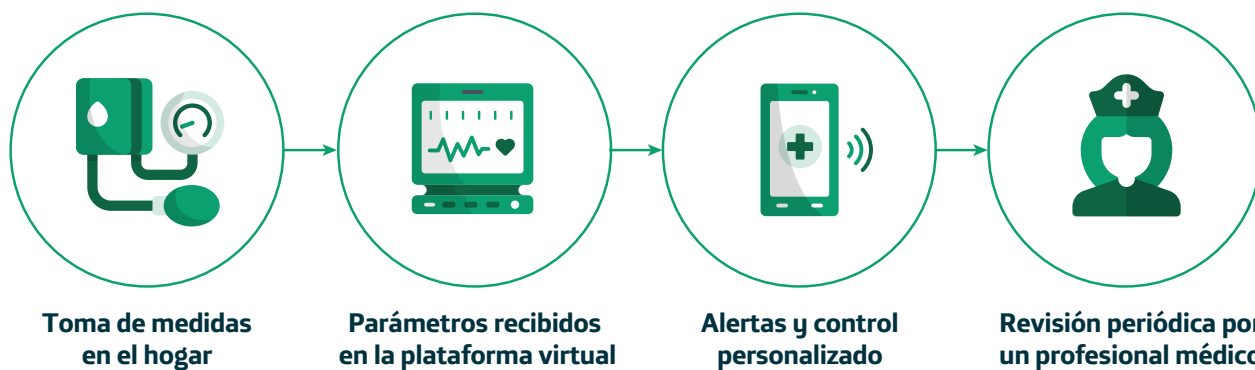 Toma de medidas
en el hogar
Parámetros recibidos
en la plataforma virtual
Alertas y control
personalizado
Revisión periódica por
un profesional médico